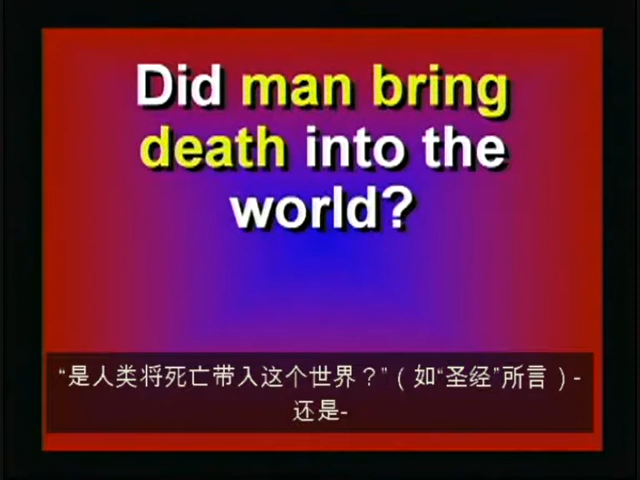 Did man bring
death into the
world?
“是人类将死亡带入这个世界？”（如“圣经”所言）-
还是-